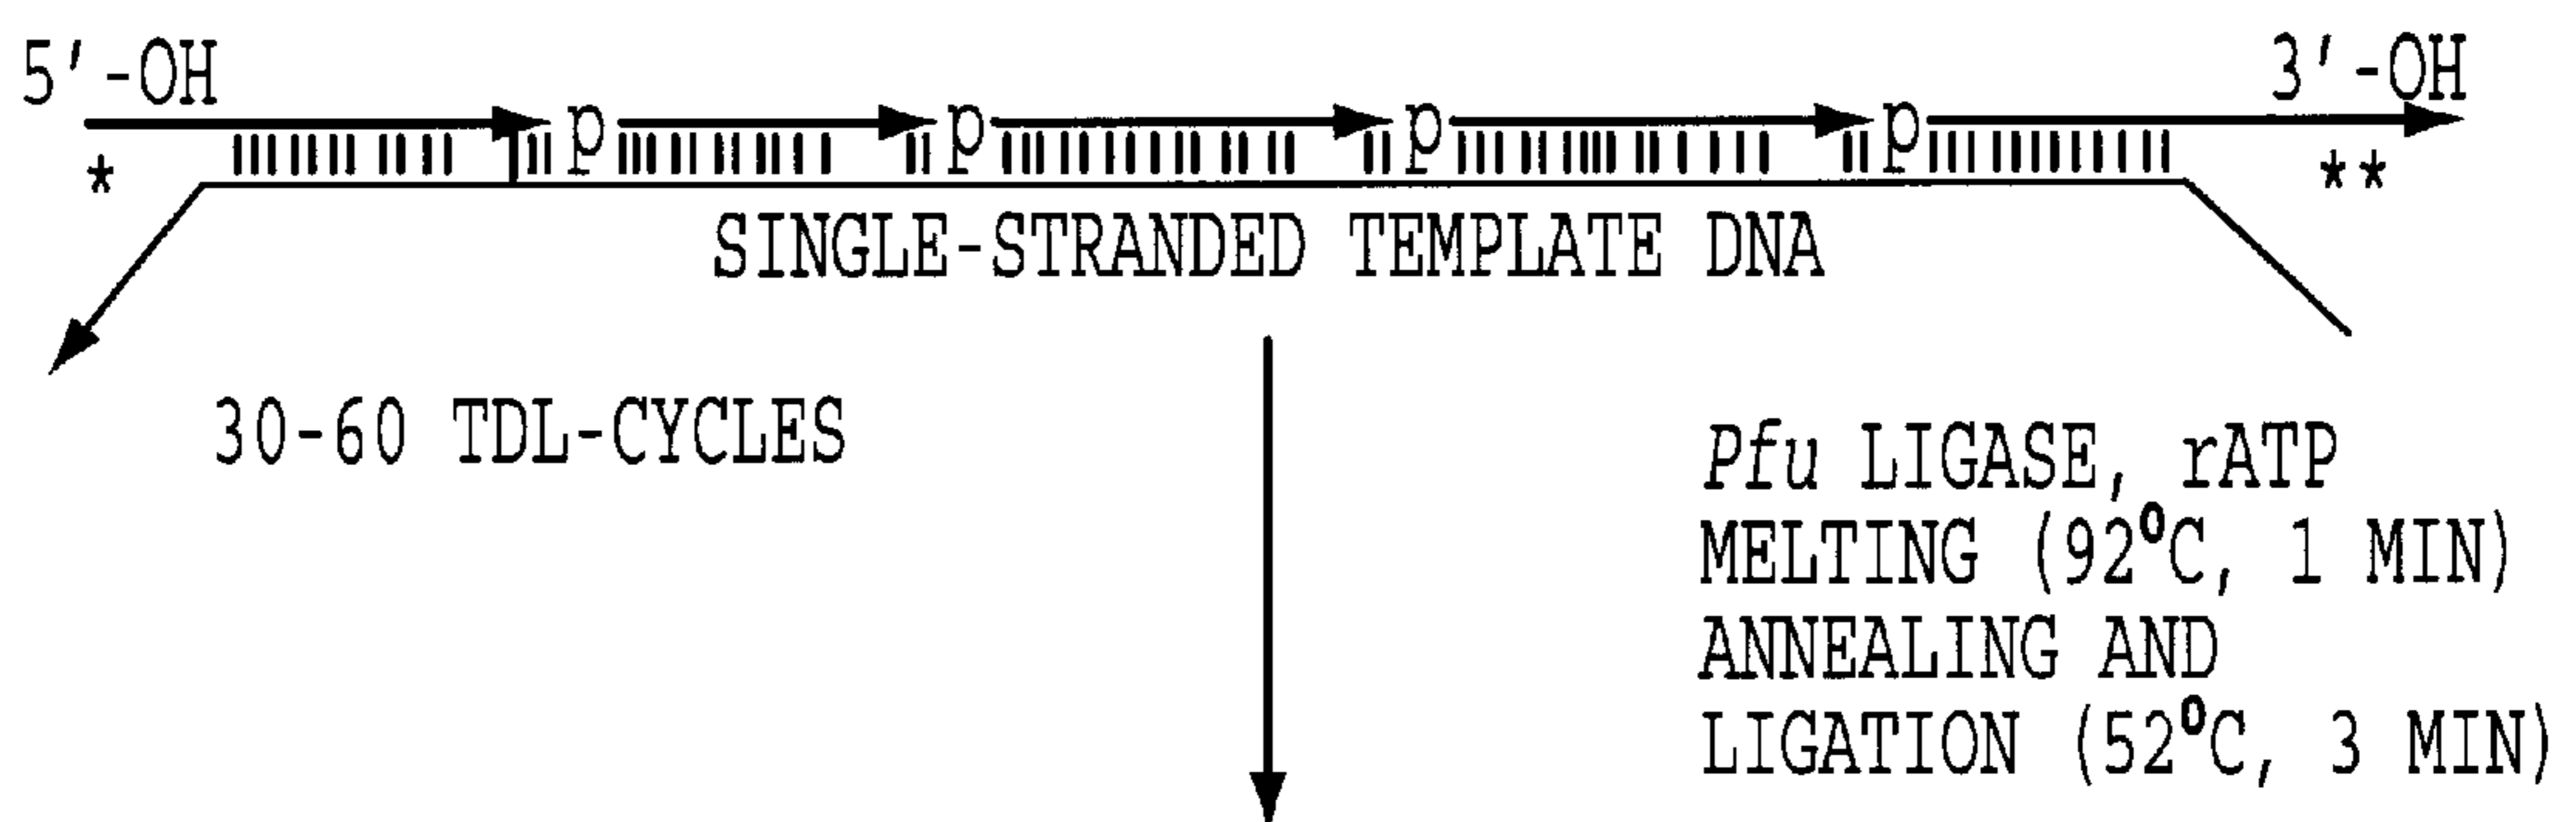 5'-OH 3'-OH
p p p p
* **
SINGLE-STRANDED TEMPLATE DNA
30-60 TDL-CYCLES
Pfu LIGASE, rATP
MELTING (92°C, 1 MIN)
ANNEALING AND
LIGATION (52°C, 3 MIN)